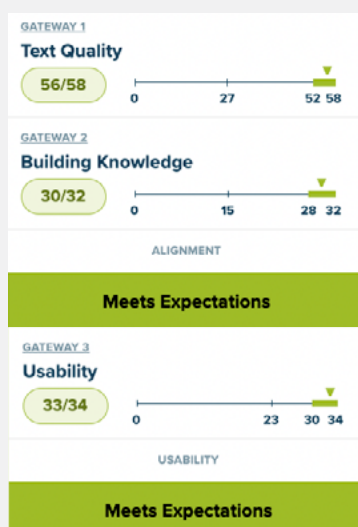 GATEWAY 1
Text Quality
56/58
0 27 52 58
GATEWAY 2
Building Knowledge
30/32
0 15 28 32
ALIGNMENT
Meets Expectations
GATEWAY 3
Usability
33/34
0 23 30 34
USABILITY
Meets Expectations